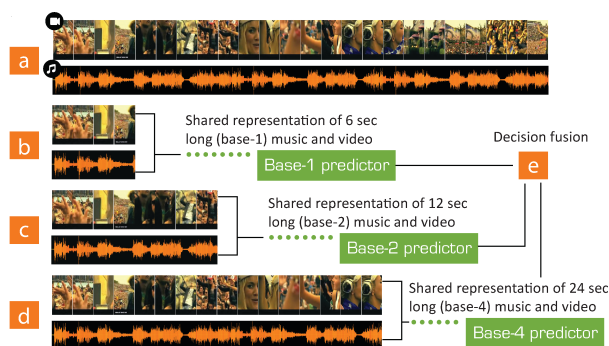 a
b
Shared representation of 6 sec
long (base-1) music and video
Base-1 predictor
Decision fusion
e
c
Shared representation of 12 sec
long (base-2) music and video
Base-2 predictor
d
Shared representation of 24 sec
long (base-4) music and video
Base-4 predictor